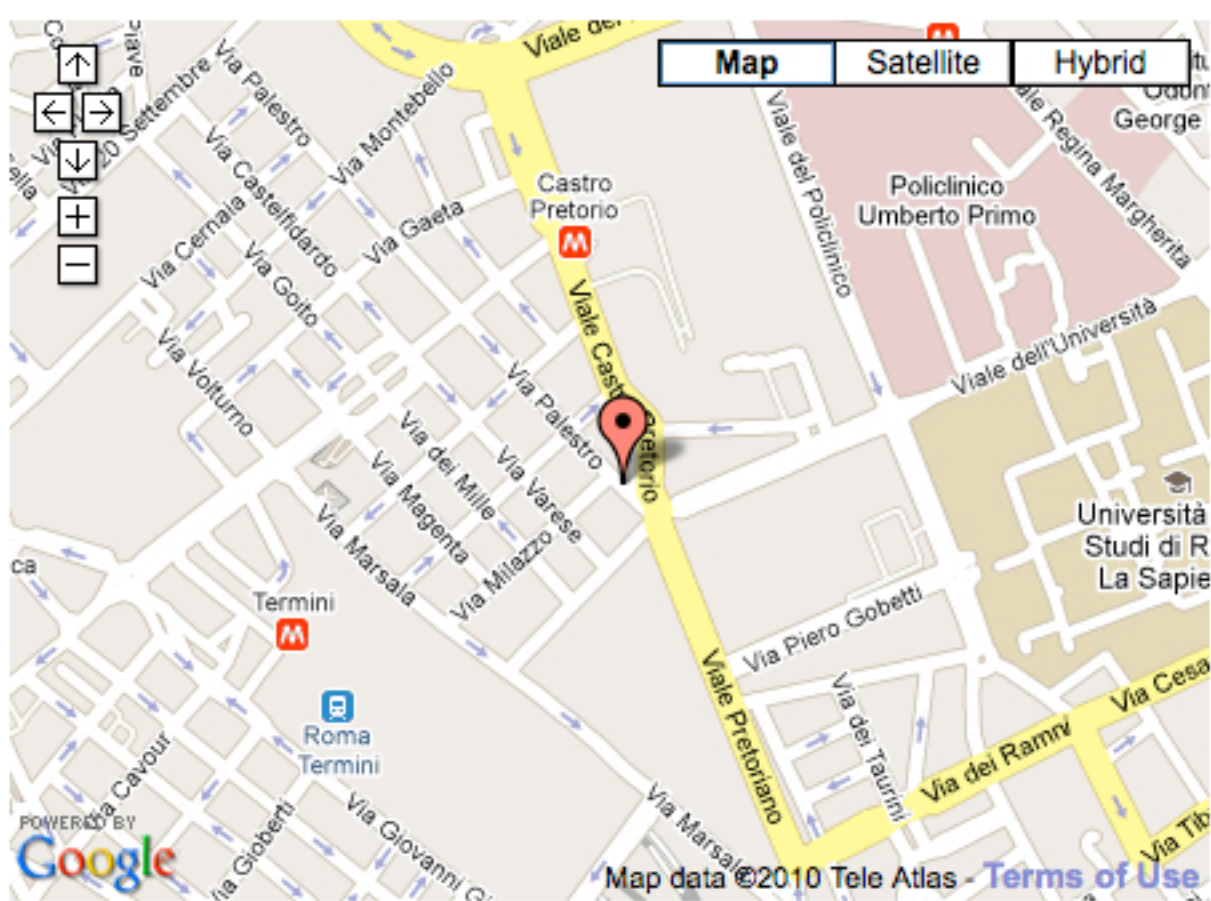 Viale del
Map
Satellite
Hybrid
Piave
Via Palestro
Via Montebello
Via 20 Settembre
Via Castelfidardo
Via Cernaia
Via Gaeta
Via Goito
Via Volturno
Castro
Pretorio
M
Viale del Policlinico
Policlinico
Umberto Primo
George
Viale Regina Margherita
Viale dell'Università
Viale Castro Pretorio
Via Palestro
Via dei Mille
Via Varese
Via Magenta
Via Milazzo
Via Marsala
Università
Studi di R
La Sapie
ca
Termini
M
Via Piero Gobetti
Roma
Termini
Viale Pretoriano
Via dei Taurini
Via dei Ramni
Via Cesa
Via Tib
Via Cavour
Via Gioberti
Via Giovanni Gi
Via Marsala
POWERED BY
Google
Map data ©2010 Tele Atlas - Terms of Use